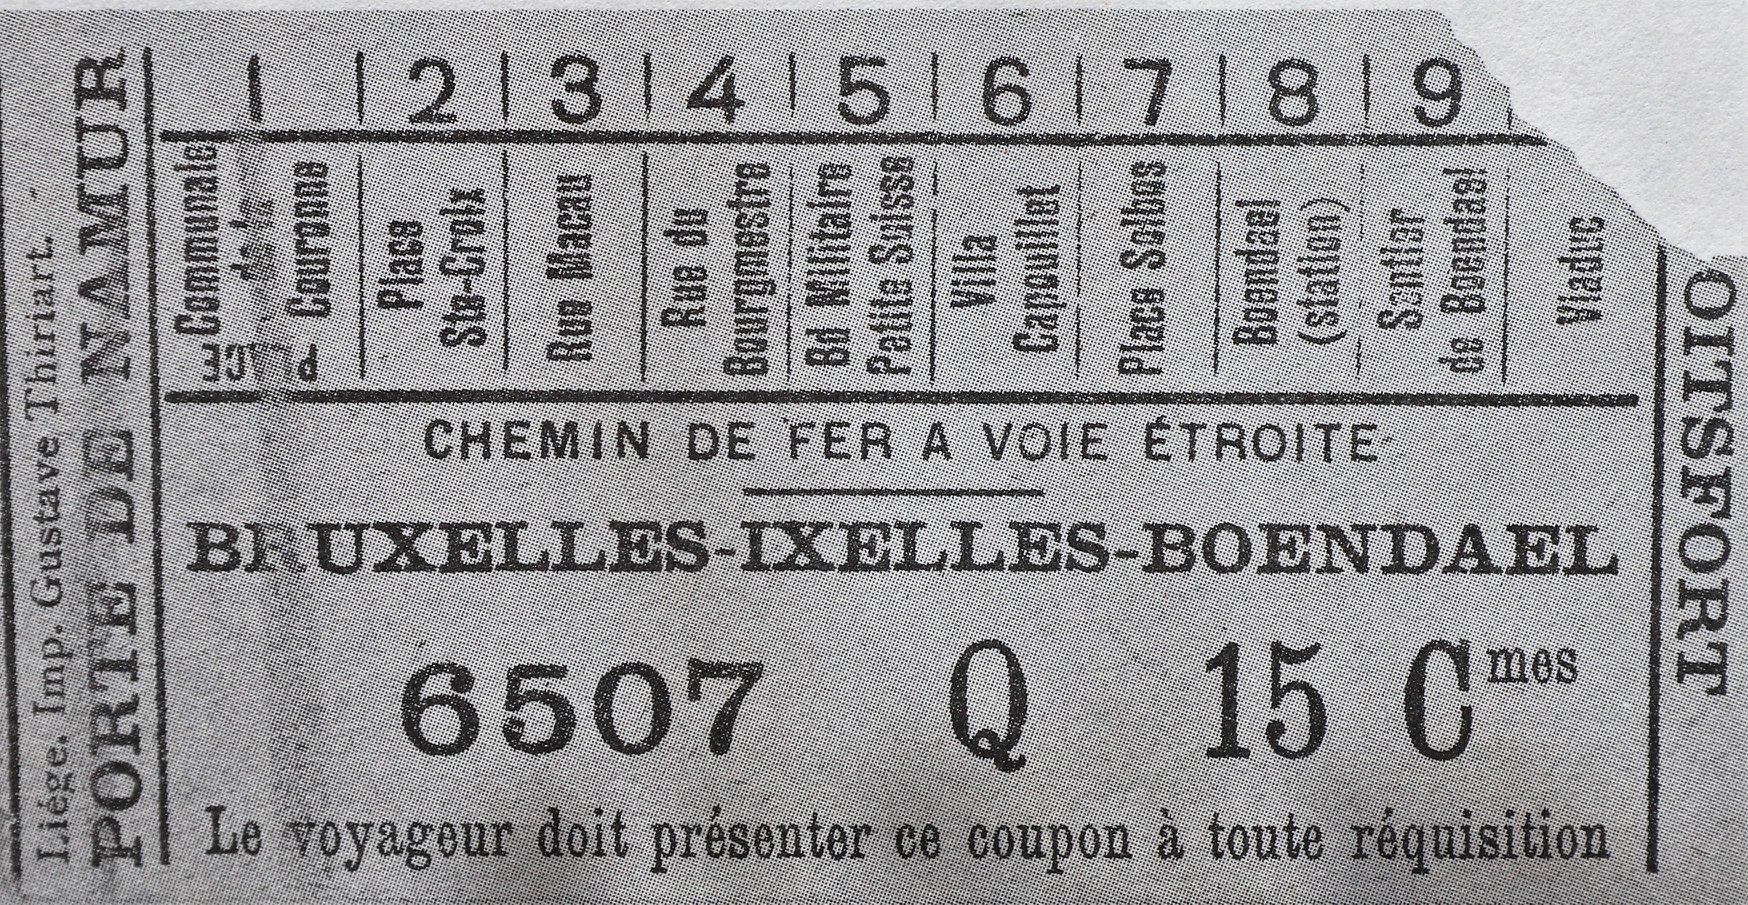 Liége. Imp. Gustave Thiriart.
PORTE DE NAMUR
1 2 3 4 5 6 7 8 9
Communale
de la
Couronne
Place
Ste-Croix
Rue Macau
Rue du
Bourgmestre
Bd Militaire
Petite Suisse
Villa
Capouillet
Place Solbos
Boendael
(station)
Sentier
de Boendael
Viaduc
CHEMIN DE FER A VOIE ÉTROITE
BRUXELLES-IXELLES-BOENDAEL
6507 Q 15 Cmes
Le voyageur doit présenter ce coupon à toute réquisition
OITSFORT